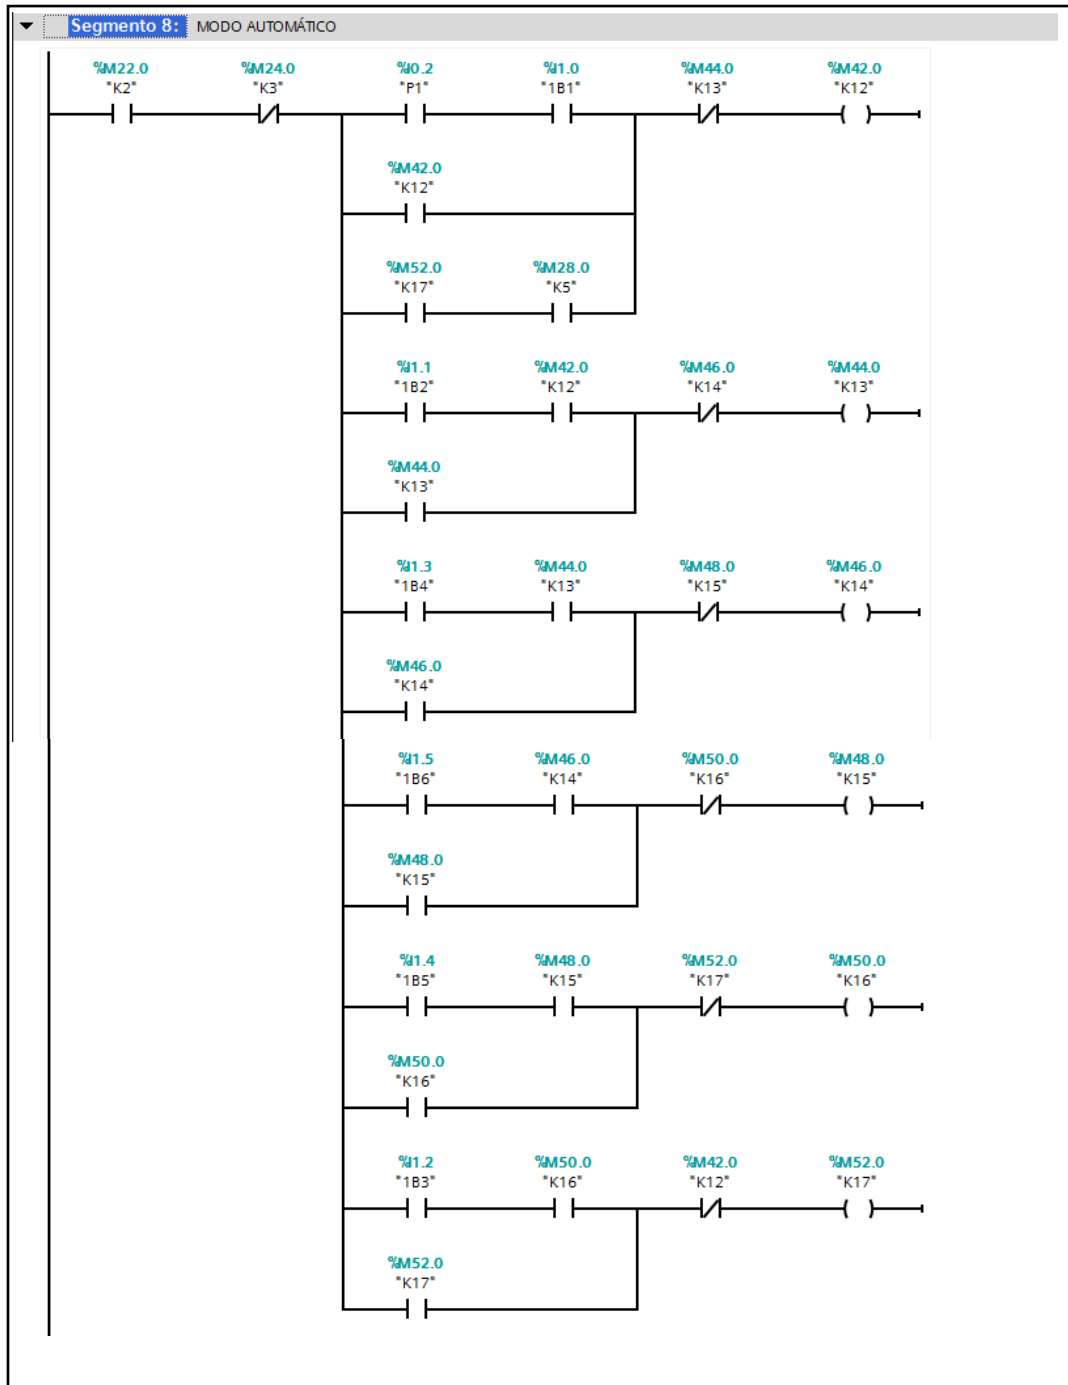 Segmento 8: MODO AUTOMÁTICO
%M22.0 %M24.0 %I0.2 %I1.0 %M44.0 %M42.0
"K2" "K3" "P1" "1B1" "K13" "K12"
%M42.0
"K12"
%M52.0 %M28.0
"K17" "K5"
%I1.1 %M42.0 %M46.0 %M44.0
"1B2" "K12" "K14" "K13"
%M44.0
"K13"
%I1.3 %M44.0 %M48.0 %M46.0
"1B4" "K13" "K15" "K14"
%M46.0
"K14"
%I1.5 %M46.0 %M50.0 %M48.0
"1B6" "K14" "K16" "K15"
%M48.0
"K15"
%I1.4 %M48.0 %M52.0 %M50.0
"1B5" "K15" "K17" "K16"
%M50.0
"K16"
%I1.2 %M50.0 %M42.0 %M52.0
"1B3" "K16" "K12" "K17"
%M52.0
"K17"